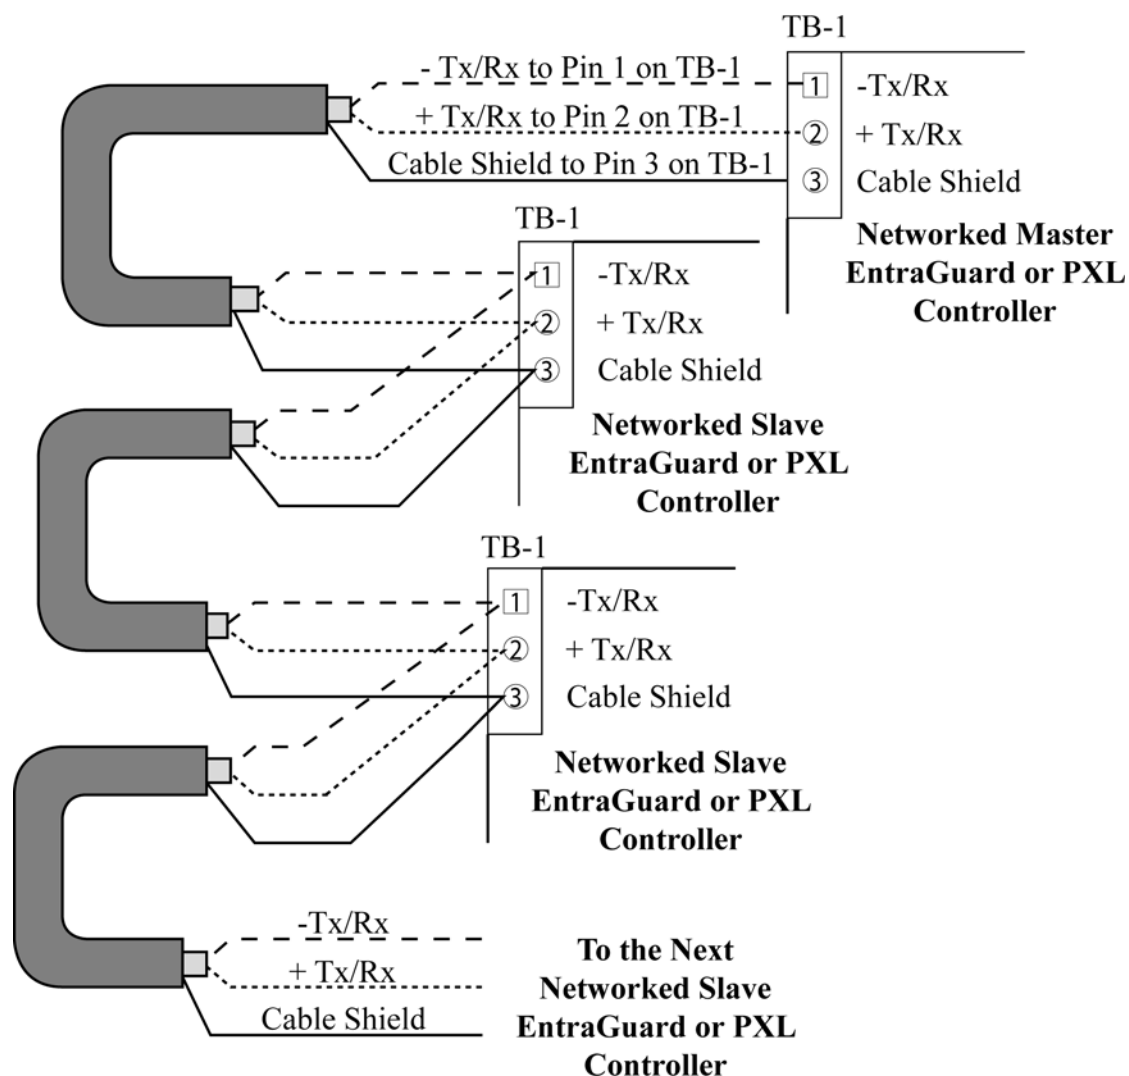 TB-1
- Tx/Rx to Pin 1 on TB-1
1 -Tx/Rx
+ Tx/Rx to Pin 2 on TB-1
2 + Tx/Rx
Cable Shield to Pin 3 on TB-1
3 Cable Shield
Networked Master
EntraGuard or PXL
Controller
TB-1
1 -Tx/Rx
2 + Tx/Rx
3 Cable Shield
Networked Slave
EntraGuard or PXL
Controller
TB-1
1 -Tx/Rx
2 + Tx/Rx
3 Cable Shield
Networked Slave
EntraGuard or PXL
Controller
-Tx/Rx
+ Tx/Rx
Cable Shield
To the Next
Networked Slave
EntraGuard or PXL
Controller